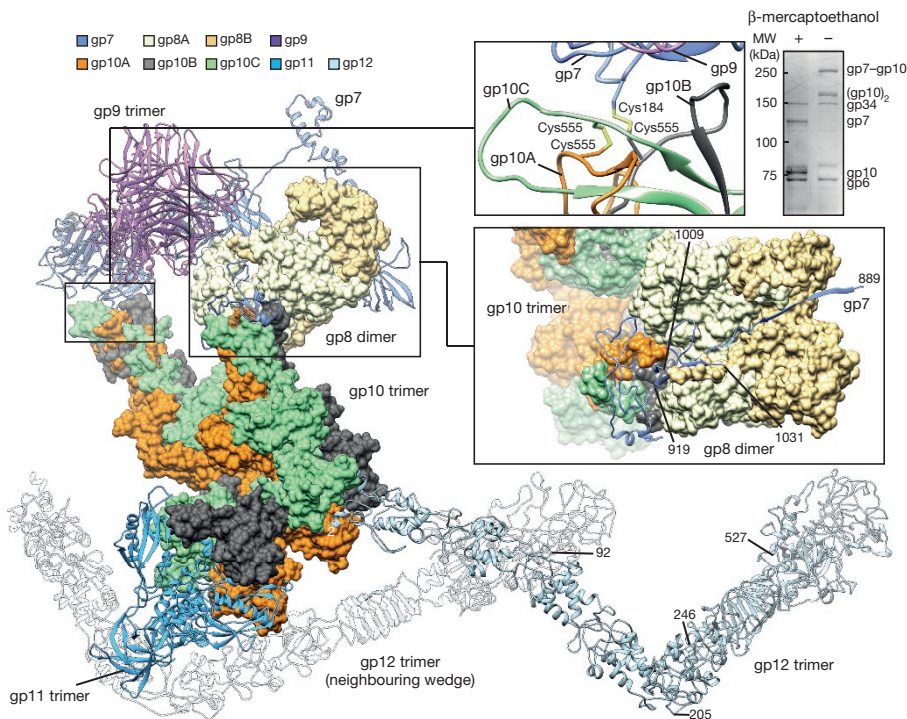 β-mercaptoethanol
MW + −
(kDa)
250
150
100
75
gp7–gp10
(gp10)2
gp34
gp7
gp10
gp6
gp7 gp8A gp8B gp9
gp10A gp10B gp10C gp11 gp12
gp7
gp9 trimer
gp8 dimer
gp10 trimer
gp7
gp9
gp10B
gp10C
Cys184
Cys555
Cys555
Cys555
gp10A
1009
889
gp7
gp10 trimer
1031
919
gp8 dimer
2
92
527
246
205
gp12 trimer
gp12 trimer
(neighbouring wedge)
gp11 trimer